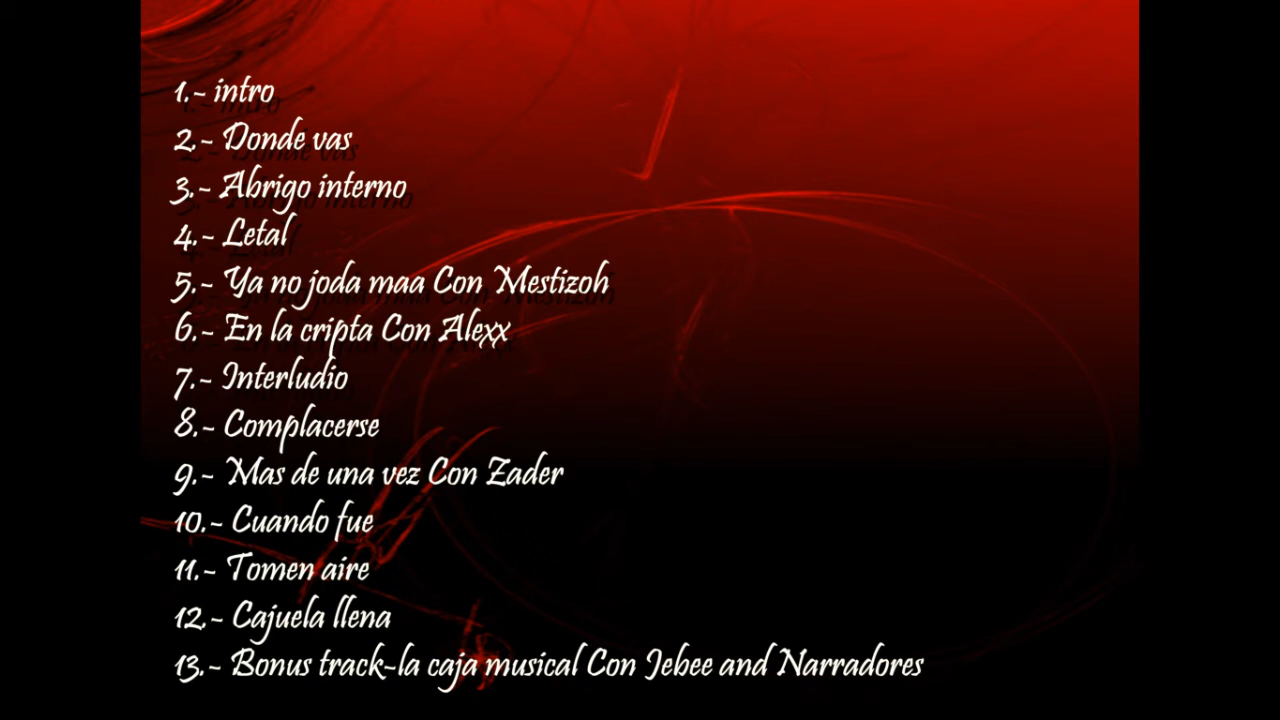 1.- intro
2.- Donde vas
3.- Abrigo interno
4.- Letal
5.- Ya no joda maa Con Mestizoh
6.- En la cripta Con Alexx
7.- Interludio
8.- Complacerse
9.- Mas de una vez Con Zader
10.- Cuando fue
11.- Tomen aire
12.- Cajuela llena
13.- Bonus track-la caja musical Con Jebee and Narradores